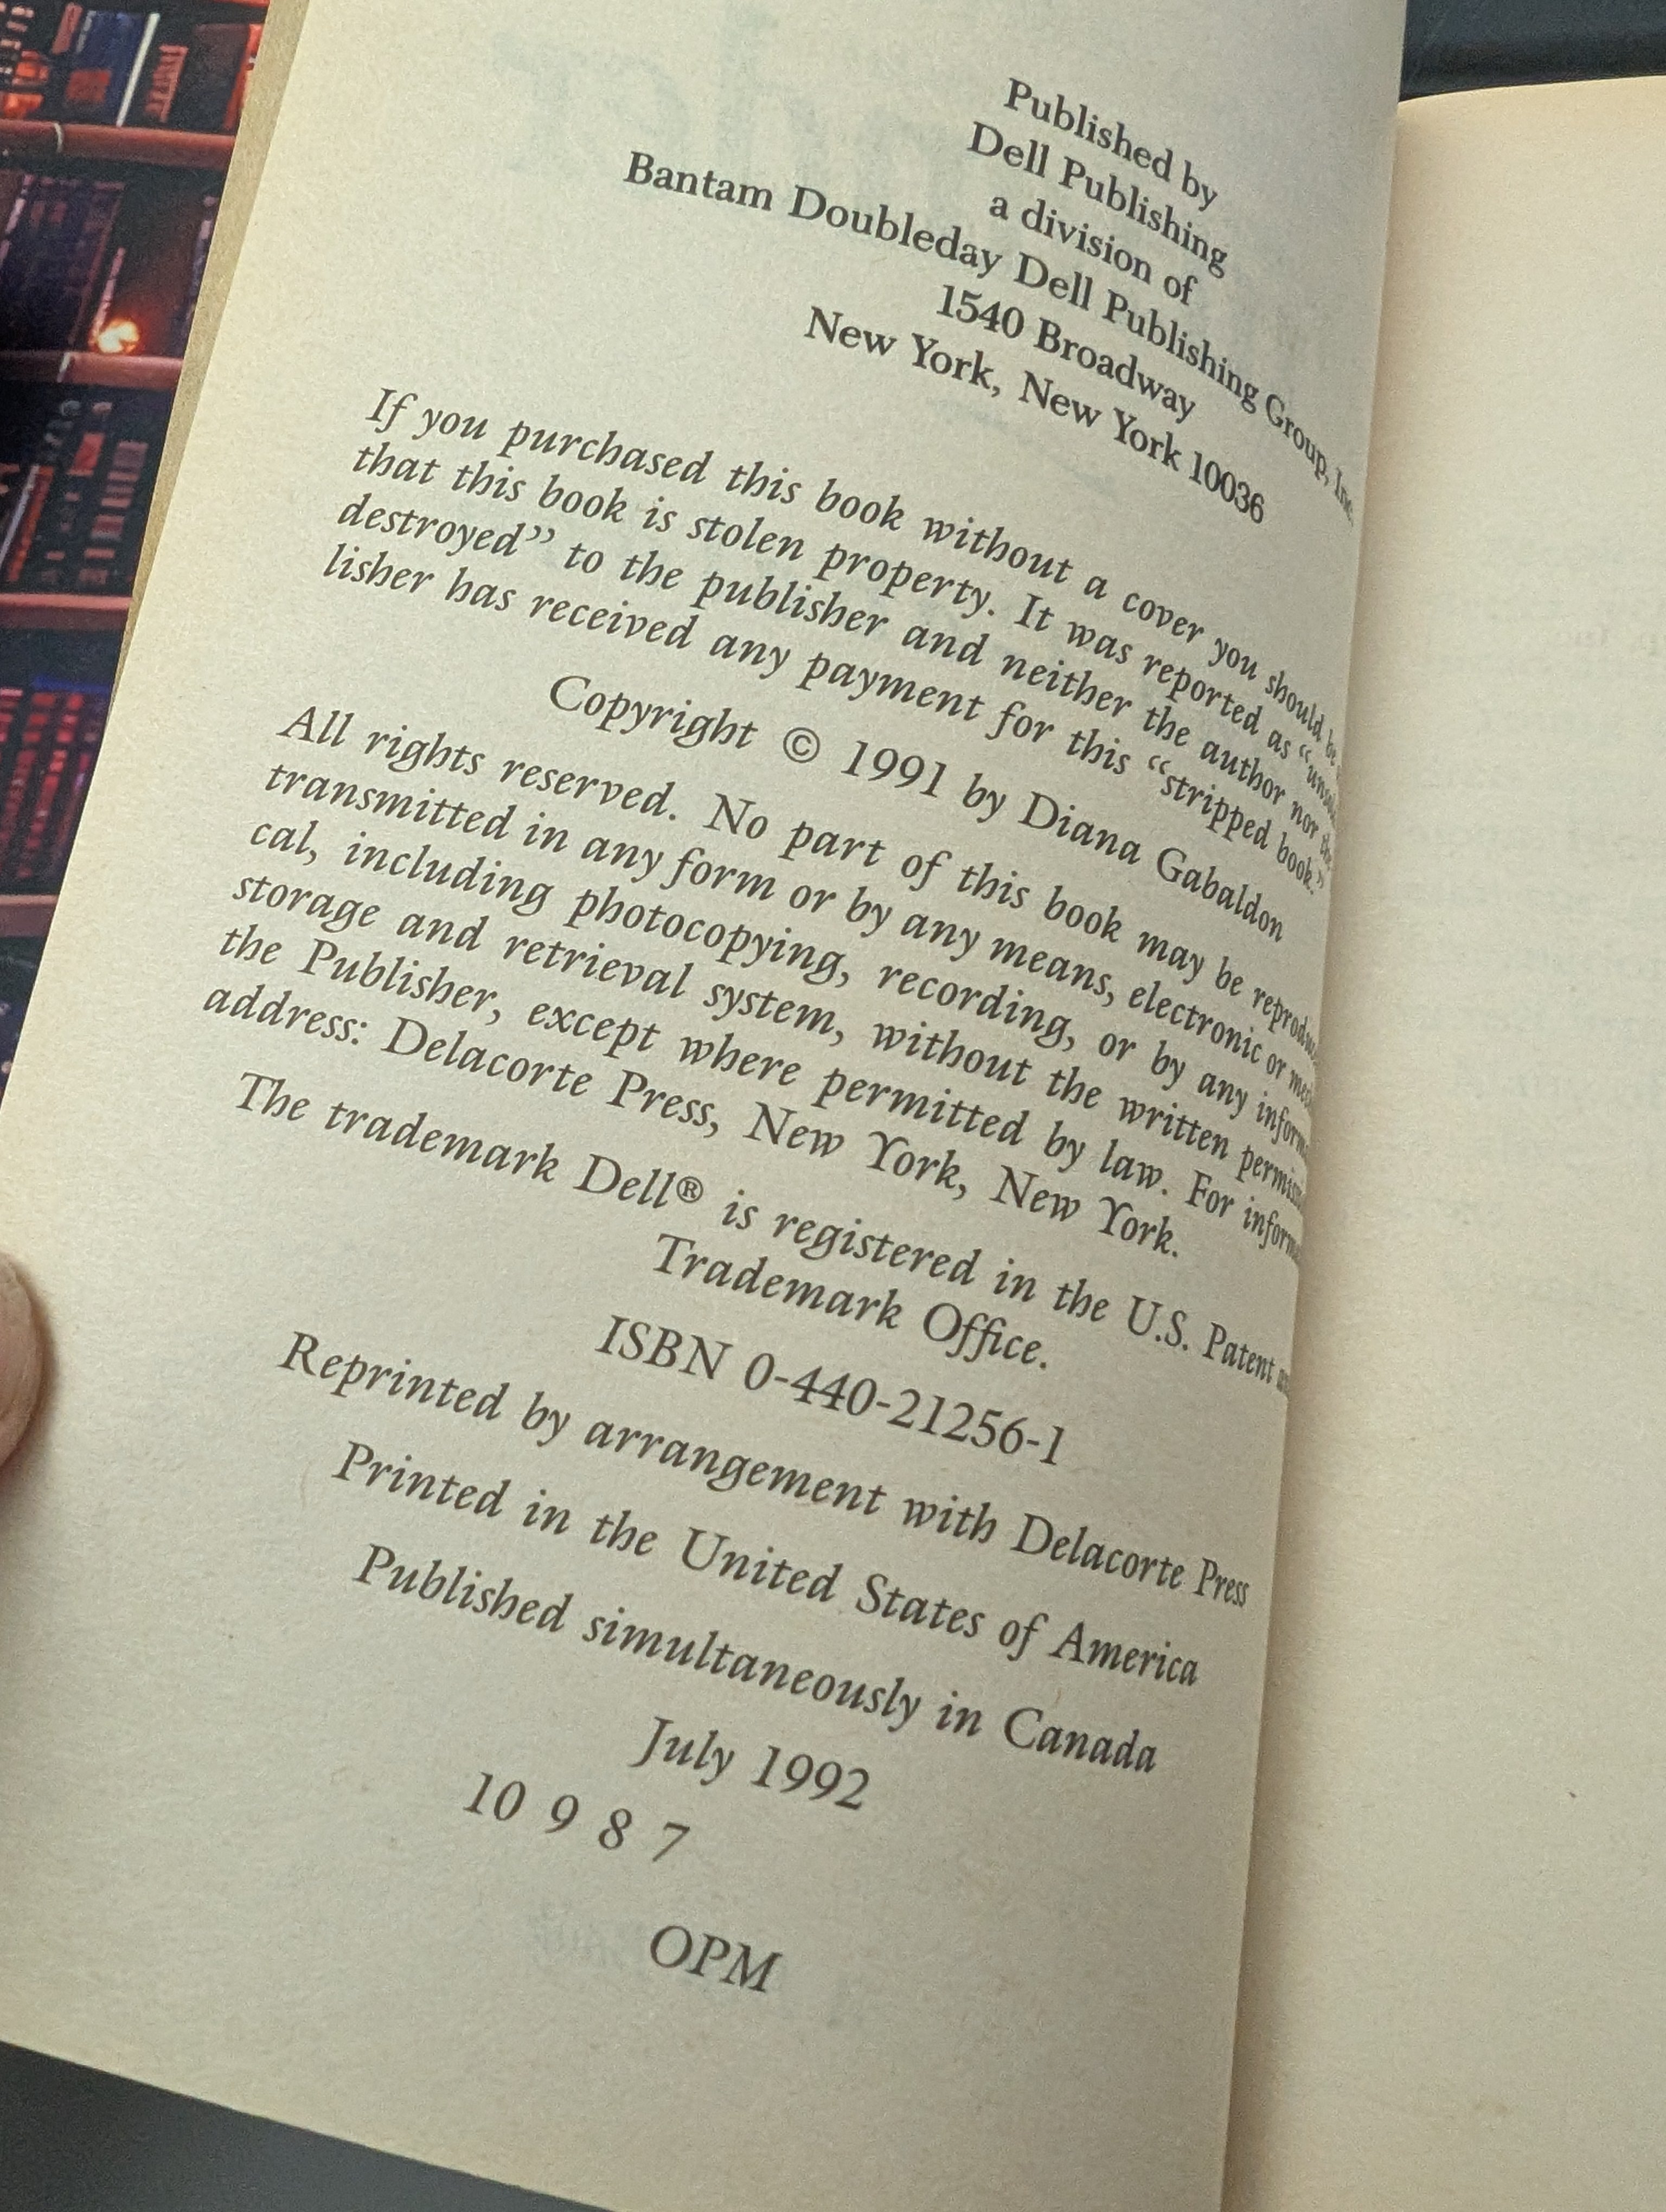 Published by
Dell Publishing
a division of
Bantam Doubleday Dell Publishing Group, Inc.
1540 Broadway
New York, New York 10036
If you purchased this book without a cover you should be
that this book is stolen property. It was reported as
destroyed” to the publisher and neither the author nor the
lisher has received any payment for this “stripped book.”
Copyright © 1991 by Diana Gabaldon
All rights reserved. No part of this book may be
transmitted in any form or by any means, electronic or
cal, including photocopying, recording, or by any
storage and retrieval system, without the written
the Publisher, except where permitted by law. For
address: Delacorte Press, New York, New York.
The trademark Dell® is registered in the U.S. Patent
Trademark Office.
ISBN 0-440-21256-1
Reprinted by arrangement with Delacorte Press
Printed in the United States of America
Published simultaneously in Canada
July 1992
10 9 8 7
OPM